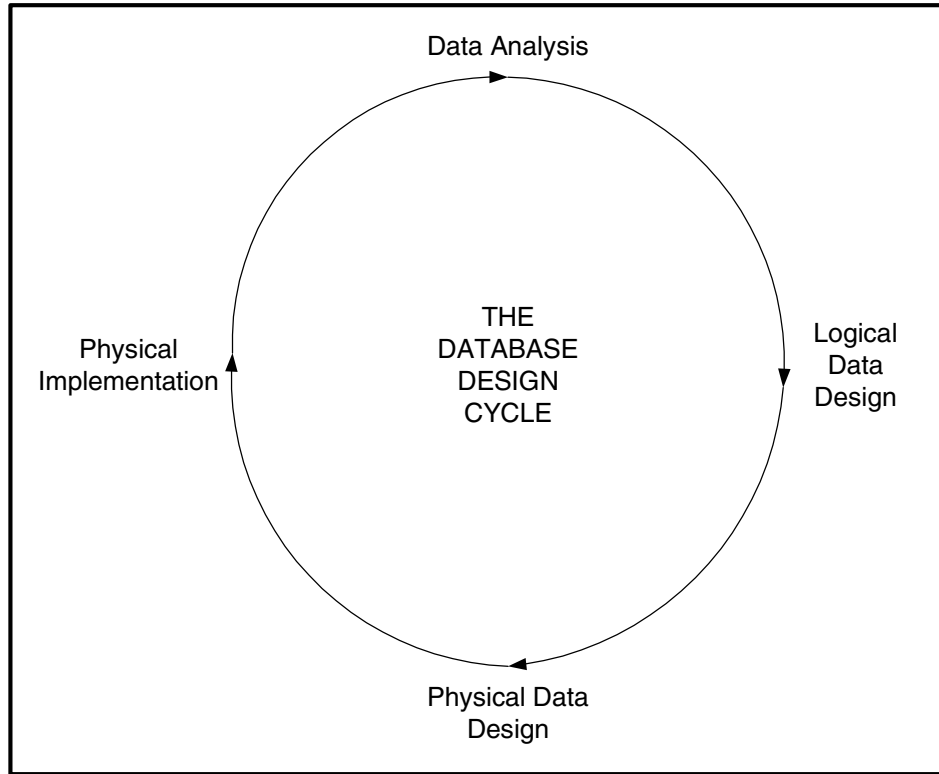 Data Analysis
THE
DATABASE
DESIGN
CYCLE
Logical
Data
Design
Physical
Implementation
Physical Data
Design